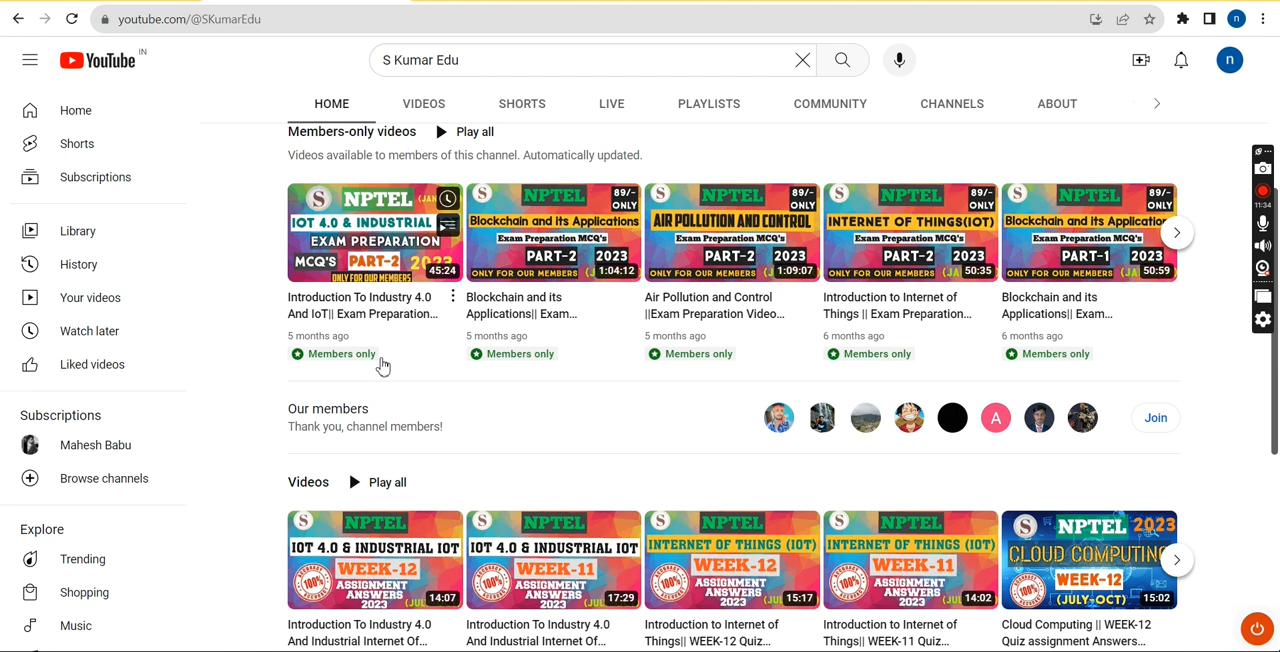 youtube.com/@SKumarEdu
YouTube IN
S Kumar Edu
n
n
HOME VIDEOS SHORTS LIVE PLAYLISTS COMMUNITY CHANNELS ABOUT
Home
Shorts
Subscriptions
Library
History
Your videos
Watch later
Liked videos
Subscriptions
Mahesh Babu
Browse channels
Explore
Trending
Shopping
Music
Members-only videos Play all
Videos available to members of this channel. Automatically updated.
S NPTEL (JAN
IOT 4.0 & INDUSTRIAL
EXAM PREPARATION
MCQ'S PART-2 2023
ONLY FOR OUR MEMBERS
45:24
S NPTEL 89/-
ONLY
Blockchain and its Applications
Exam Preparation MCQ's
PART-2 2023
ONLY FOR OUR MEMBERS
1:04:12
S NPTEL 89/-
ONLY
AIR POLLUTION AND CONTROL
Exam Preparation MCQ's
PART-2 2023
ONLY FOR OUR MEMBERS
1:09:07
S NPTEL 89/-
ONLY
INTERNET OF THINGS(IOT)
Exam Preparation MCQ's
PART-2 2023
ONLY FOR OUR MEMBERS (JA
50:35
S NPTEL 89/-
ONLY
Blockchain and its Application
Exam Preparation MCQ's
PART-1 2023
ONLY FOR OUR MEMBERS
50:59
Introduction To Industry 4.0
And IoT|| Exam Preparation...
5 months ago
Members only
Blockchain and its
Applications|| Exam...
5 months ago
Members only
Air Pollution and Control
||Exam Preparation Video...
5 months ago
Members only
Introduction to Internet of
Things || Exam Preparation...
6 months ago
Members only
Blockchain and its
Applications|| Exam...
6 months ago
Members only
Our members
Thank you, channel members!
A
Join
Videos Play all
S NPTEL
IOT 4.0 & INDUSTRIAL IOT
WEEK-12
ASSIGNMENT
ANSWERS
2023
100%
14:07
S NPTEL
IOT 4.0 & INDUSTRIAL IOT
WEEK-11
ASSIGNMENT
ANSWERS
2023
100%
17:29
S NPTEL
INTERNET OF THINGS (IOT)
WEEK-12
ASSIGNMENT
ANSWERS
2023
100%
15:17
S NPTEL
INTERNET OF THINGS (IOT)
WEEK-11
ASSIGNMENT
ANSWERS
2023
100%
14:02
S NPTEL 2023
CLOUD COMPUTING
WEEK-12
(JULY-OCT)
15:02
Introduction To Industry 4.0
And Industrial Internet Of...
Introduction To Industry 4.0
And Industrial Internet Of...
Introduction to Internet of
Things|| WEEK-12 Quiz...
Introduction to Internet of
Things|| WEEK-11 Quiz...
Cloud Computing || WEEK-12
Quiz assignment Answers...
11:34